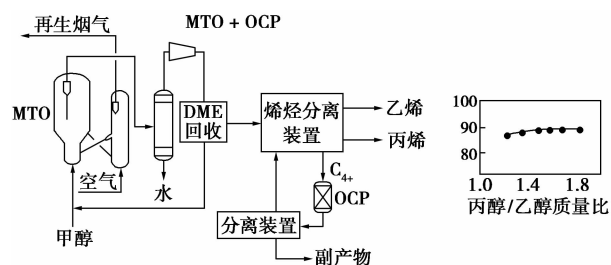 再生烟气
MTO + OCP
MTO
DME
回收
烯烃分离
装置
乙烯
丙烯
空气
水
C4+
OCP
甲醇
分离装置
副产物
100
90
80
1.0 1.4 1.8
丙醇/乙醇质量比